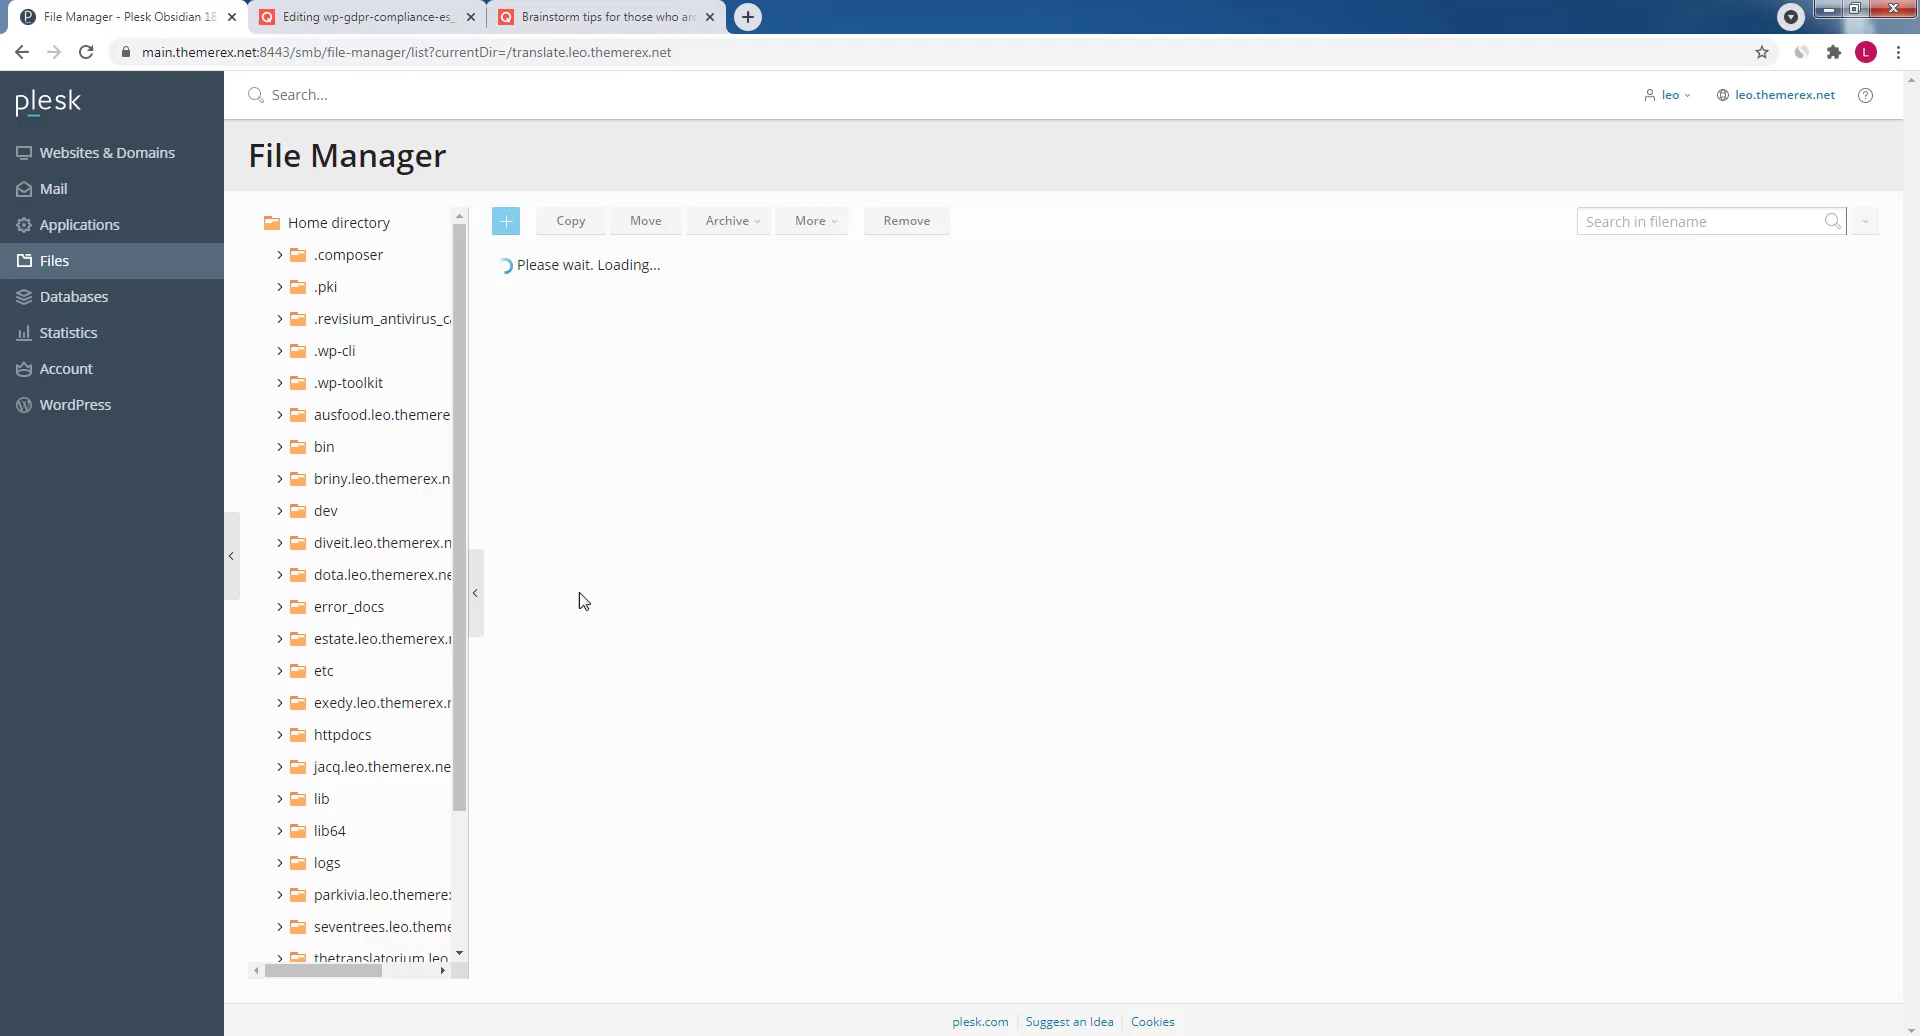 File Manager - Plesk Obsidian 18
Editing wp-gdpr-compliance-es_
Brainstorm tips for those who are
main.themerex.net:8443/smb/file-manager/list?currentDir=/translate.leo.themerex.net
L
plesk
Search...
leo
leo.themerex.net
Websites & Domains
Mail
Applications
Files
Databases
Statistics
Account
WordPress
File Manager
Home directory
.composer
.pki
.revisium_antivirus_ca
.wp-cli
.wp-toolkit
ausfood.leo.themere
bin
briny.leo.themerex.n
dev
diveit.leo.themerex.n
dota.leo.themerex.ne
error_docs
estate.leo.themerex.
etc
exedy.leo.themerex.
httpdocs
jacq.leo.themerex.ne
lib
lib64
logs
parkivia.leo.themerex
seventrees.leo.theme
thetranslatorium.leo
Copy
Move
Archive
More
Remove
Search in filename
Please wait. Loading...
plesk.com
Suggest an Idea
Cookies